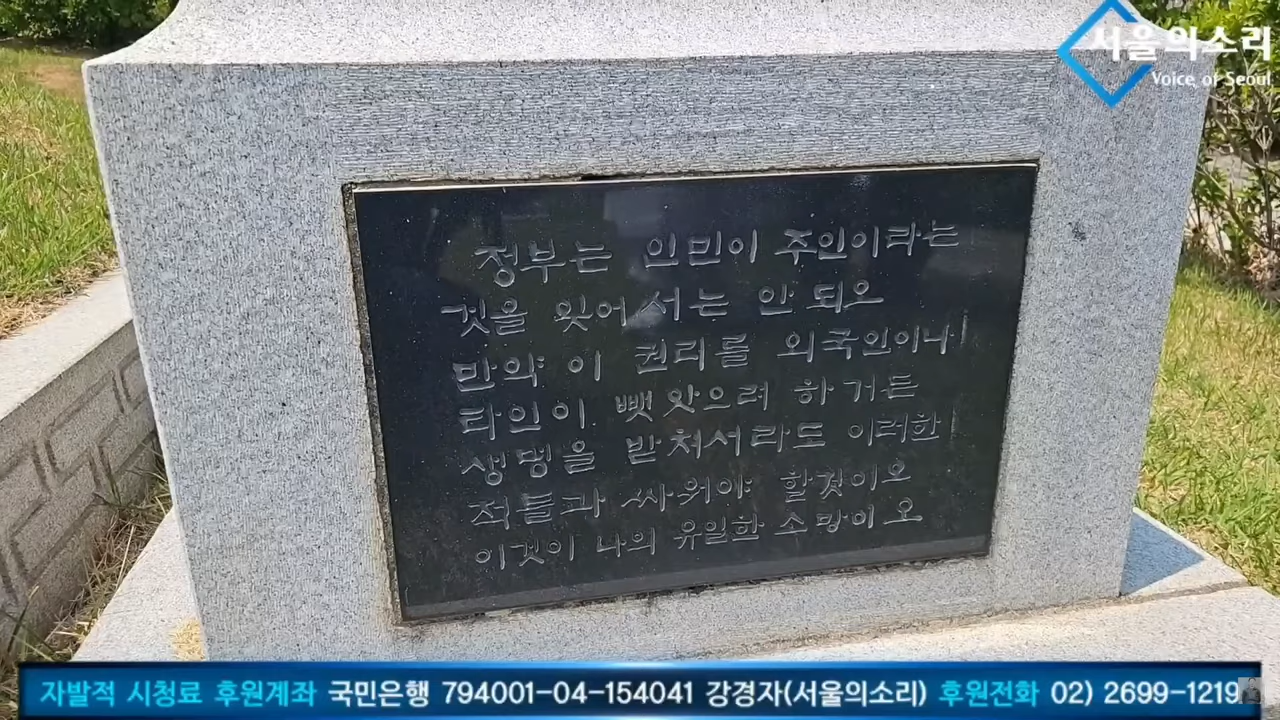 서울의소리
Voice of Seoul
정부는 인민이 주인이라는
것을 잊어서는 안 되오
만약 이 권리를 외국인이나
타인이 뺏앗으려 하거든
생명을 받쳐서라도 이러한
적들과 싸워야 할것이오
이것이 나의 유일한 소망이오
자발적 시청료 후원계좌 국민은행 794001-04-154041 강경자(서울의소리) 후원전화 02) 2699-1219